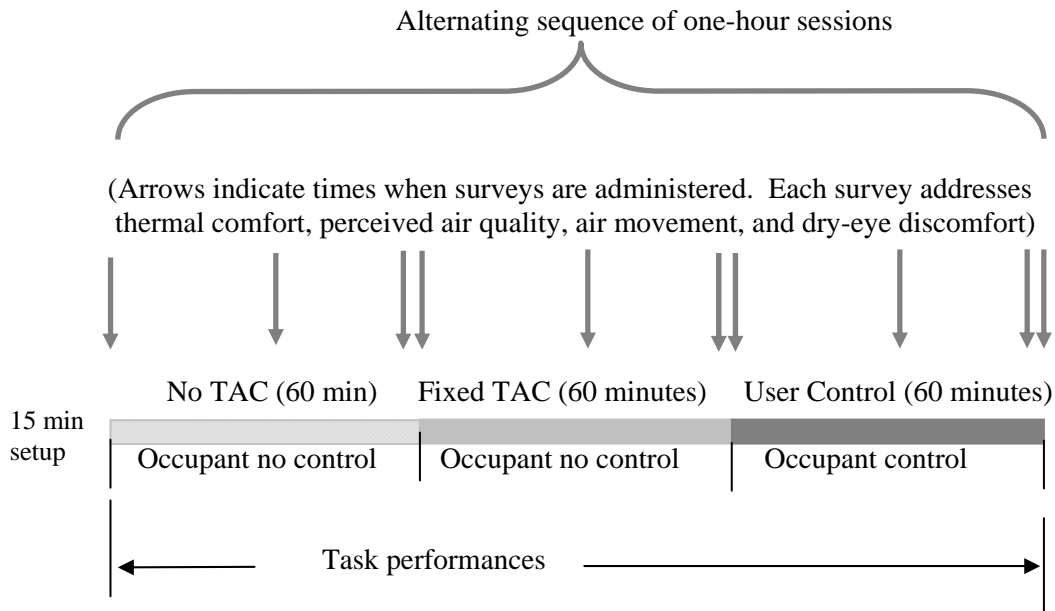 Alternating sequence of one-hour sessions
(Arrows indicate times when surveys are administered.  Each survey addresses
thermal comfort, perceived air quality, air movement, and dry-eye discomfort)
No TAC (60 min)
Fixed TAC (60 minutes)
User Control (60 minutes)
15 min
setup
Occupant no control
Occupant no control
Occupant control
Task performances